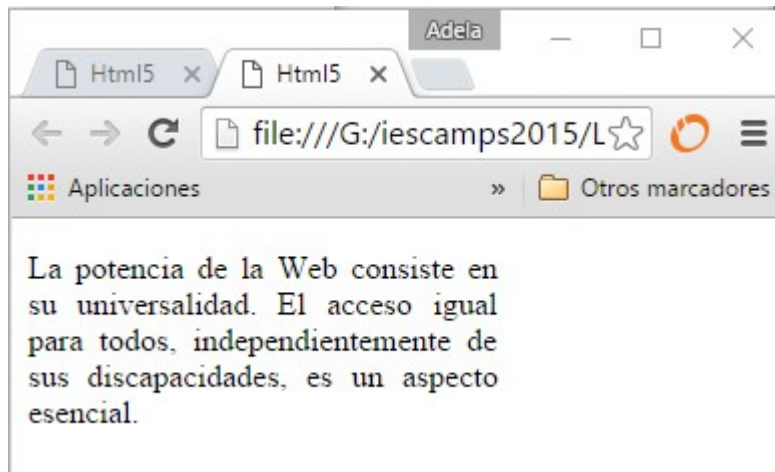 Adela
Html5 Html5
file:///G:/iescamps2015/L
Aplicaciones » Otros marcadores
La potencia de la Web consiste en
su universalidad. El acceso igual
para todos, independientemente de
sus discapacidades, es un aspecto
esencial.